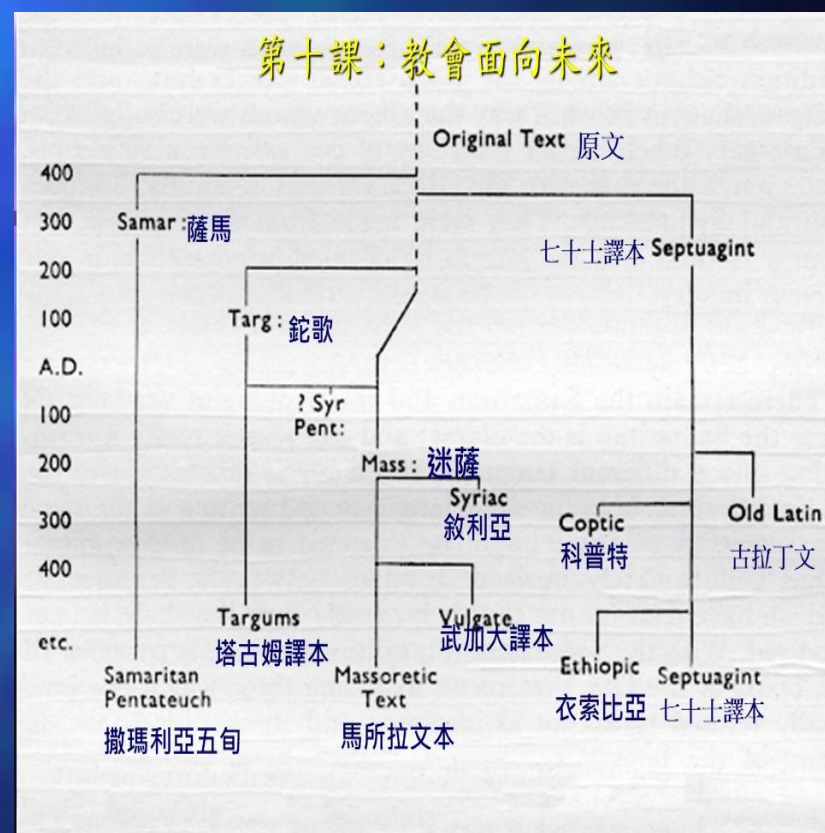 第十課：教會面向未來
Original Text 原文
400
300
Samar : 薩馬
七十士譯本 Septuagint
200
100
Targ : 鉈歌
A.D.
? Syr
Pent:
100
200
Mass : 迷薩
Syriac
敘利亞
300
Coptic
科普特
Old Latin
古拉丁文
400
Targums
塔古姆譯本
Vulgate
武加大譯本
etc.
Samaritan
Pentateuch
撒瑪利亞五旬
Massoretic
Text
馬所拉文本
Ethiopic
衣索比亞
Septuagint
七十士譯本